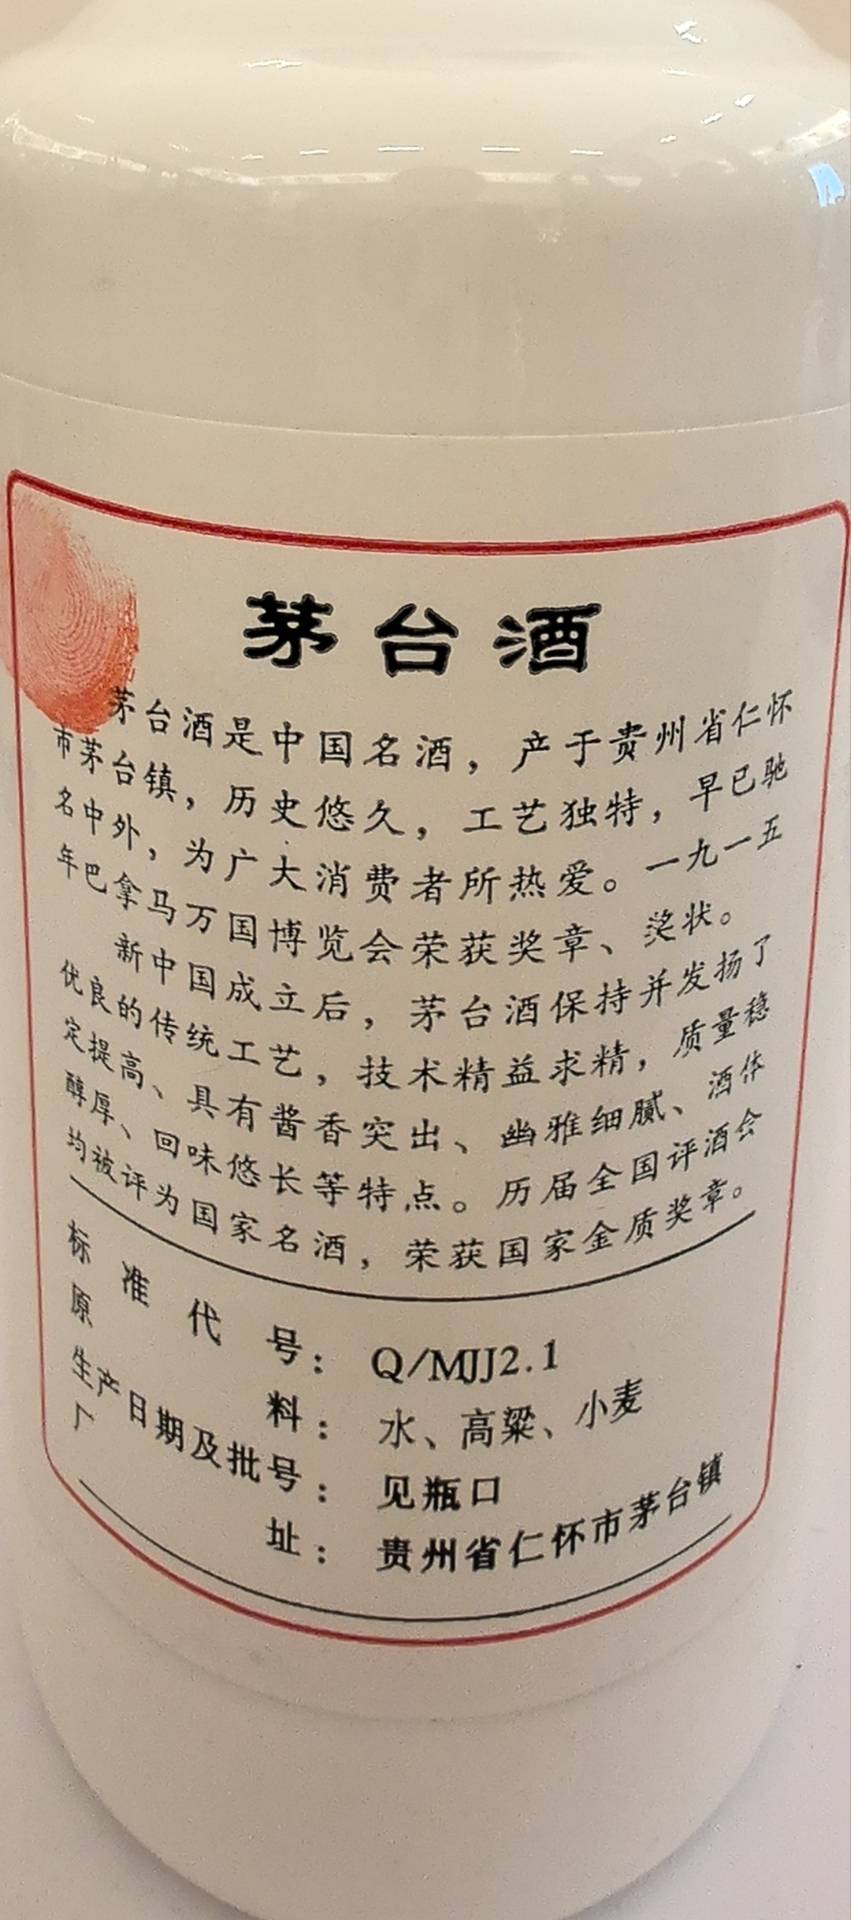 茅台酒
茅台酒是中国名酒，产于贵州省仁怀
市茅台镇，历史悠久，工艺独特，早已驰
名中外，为广大消费者所热爱。一九一五
年巴拿马万国博览会荣获奖章、奖状。
新中国成立后，茅台酒保持并发扬了
优良的传统工艺，技术精益求精，质量稳
定提高、具有酱香突出、幽雅细腻、酒体
醇厚、回味悠长等特点。历届全国评酒会
均被评为国家名酒，荣获国家金质奖章。
标准代号：Q/MJJ2.1
原料：水、高粱、小麦
生产日期及批号：见瓶口
厂址：贵州省仁怀市茅台镇